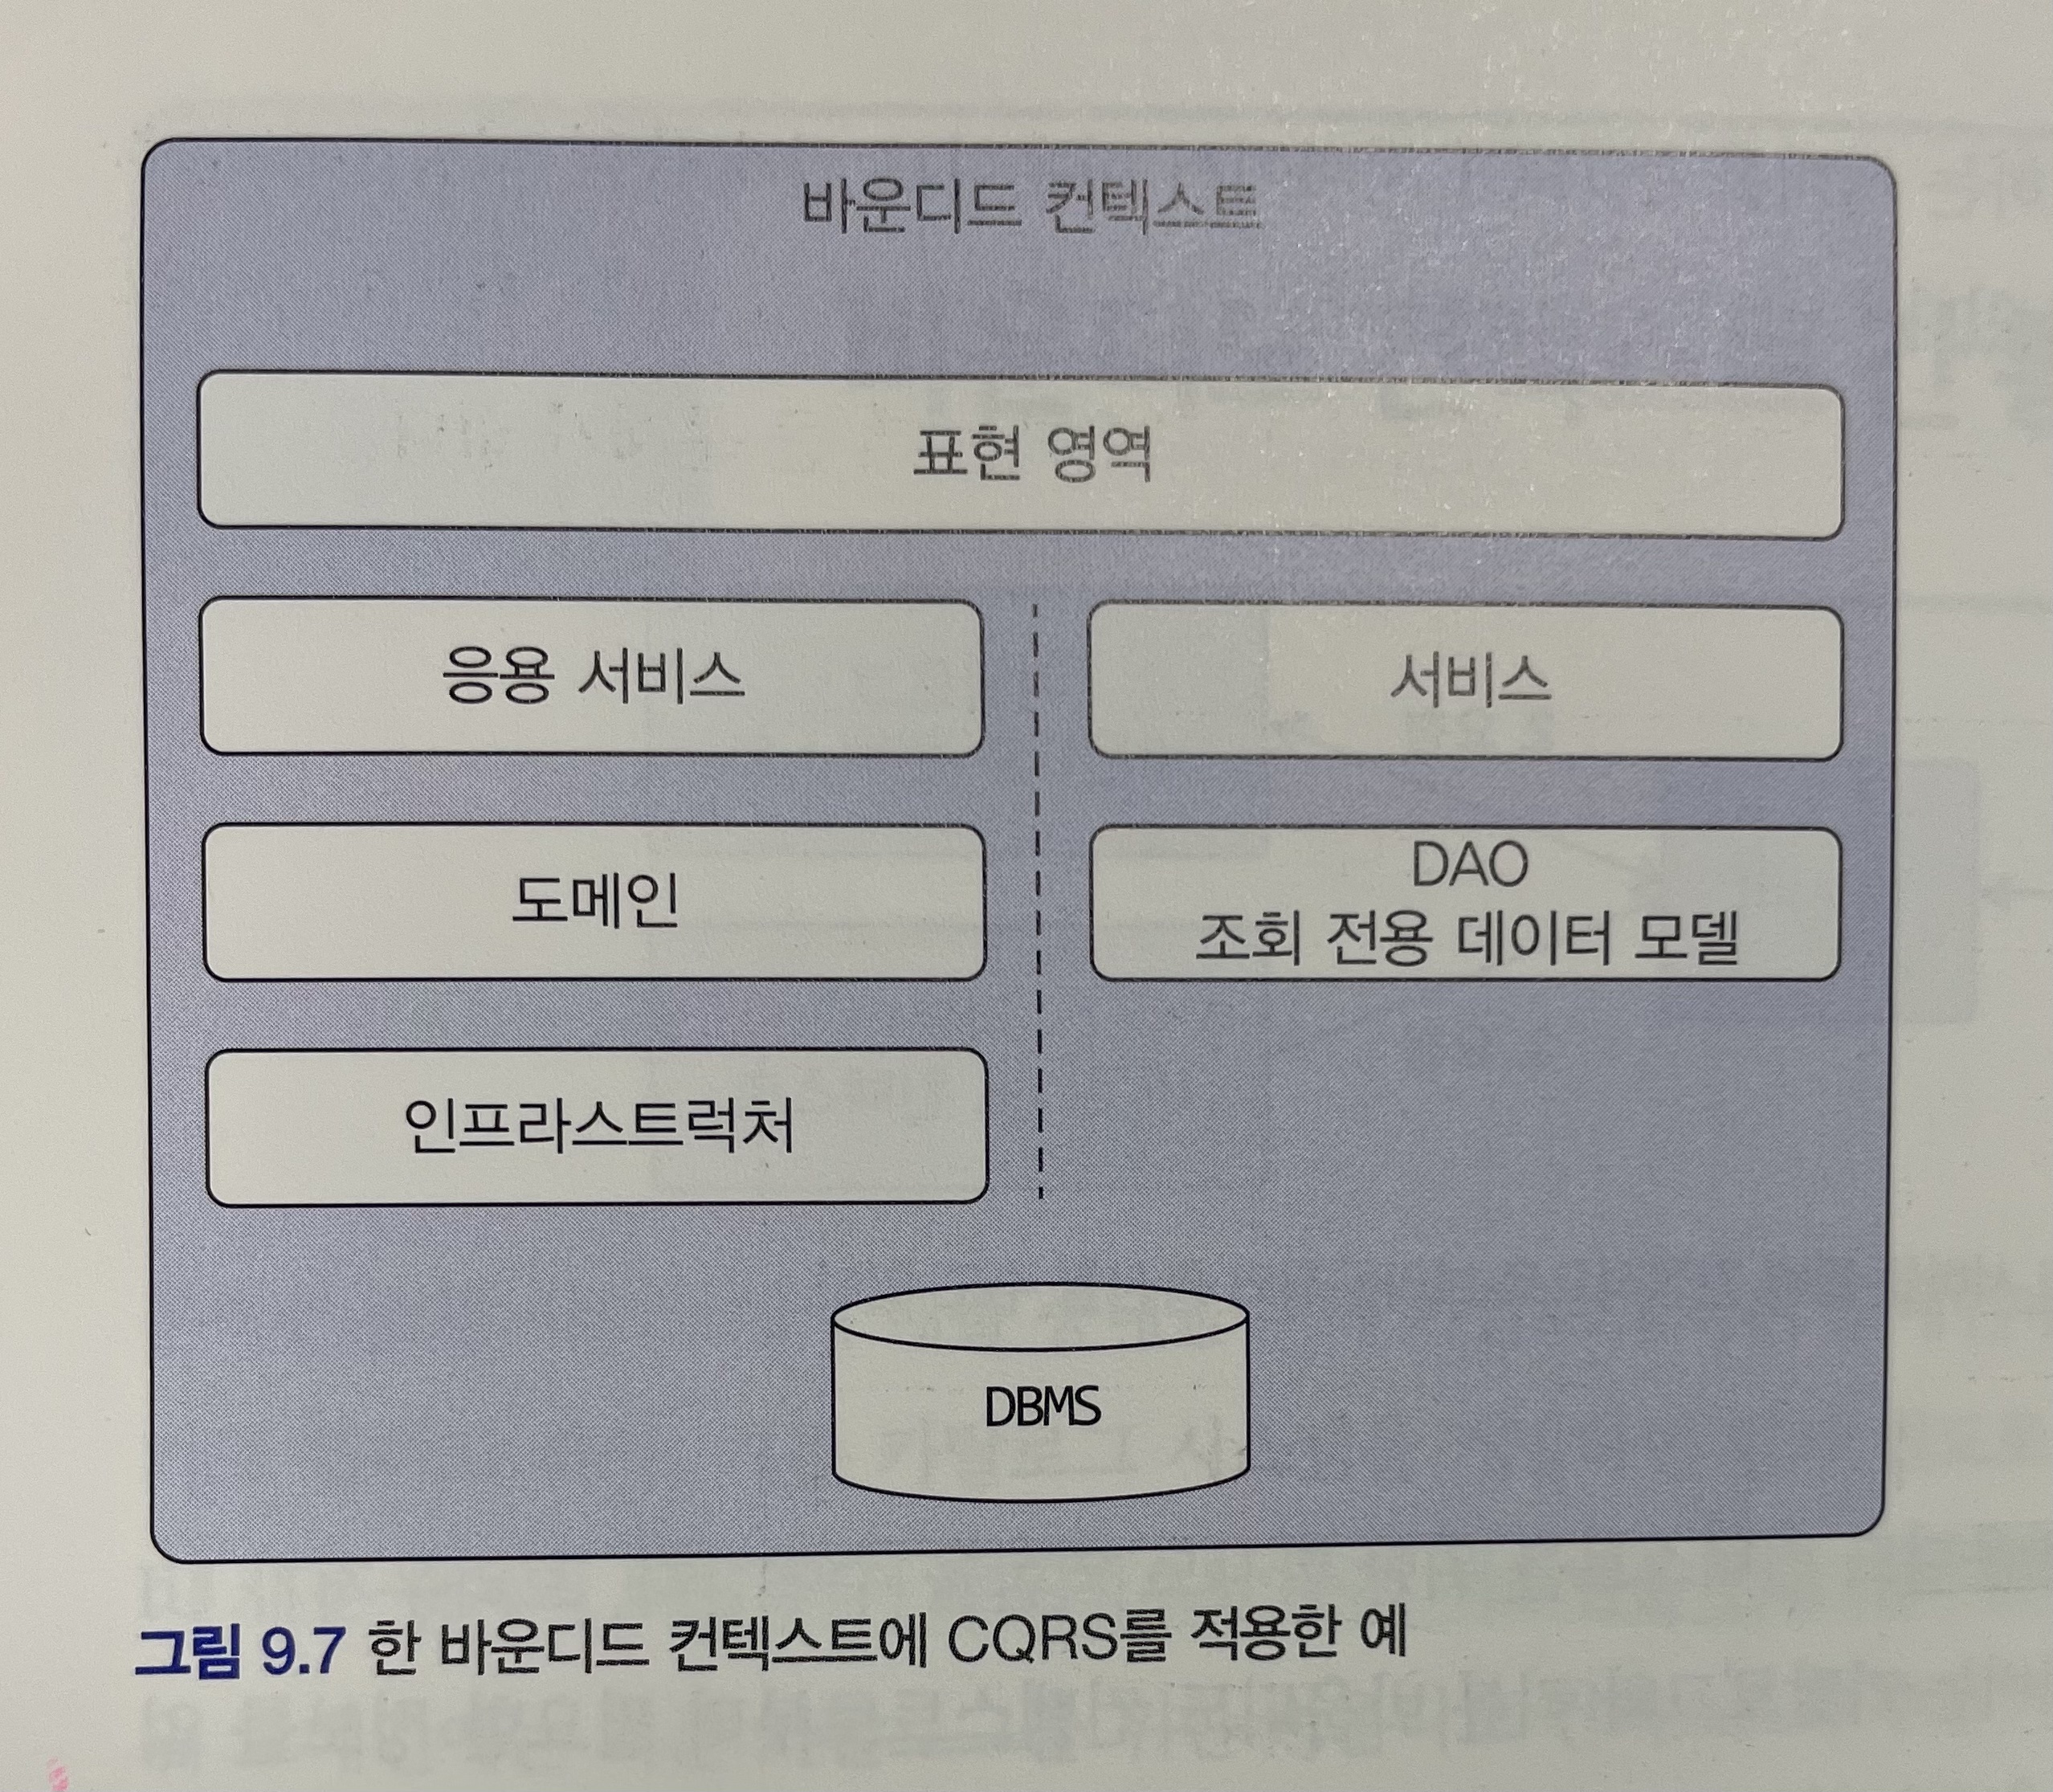 바운디드 컨텍스트
표현 영역
응용 서비스
서비스
도메인
DAO
조회 전용 데이터 모델
인프라스트럭처
DBMS
그림 9.7 한 바운디드 컨텍스트에 CQRS를 적용한 예